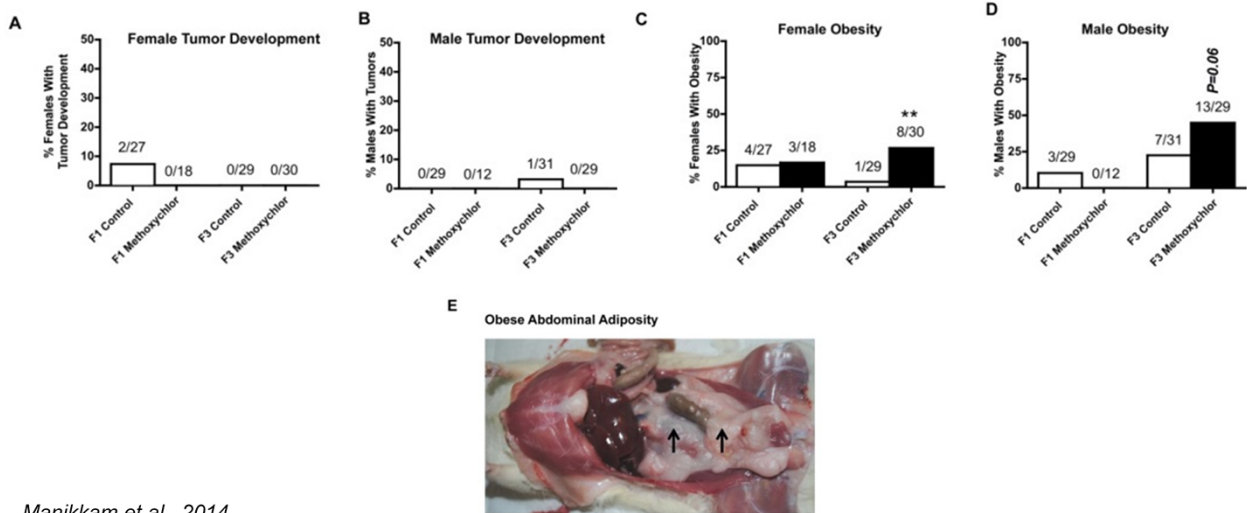 A
Female Tumor Development
% Females With
Tumor Development
50
40
30
20
10
0
2/27
0/18
0/29
0/30
F1 Control
F1 Methoxychlor
F3 Control
F3 Methoxychlor
B
Male Tumor Development
% Males With Tumors
50
40
30
20
10
0
0/29
0/12
1/31
0/29
F1 Control
F1 Methoxychlor
F3 Control
F3 Methoxychlor
C
Female Obesity
% Females With Obesity
100
75
50
25
0
4/27
3/18
1/29
**
8/30
F1 Control
F1 Methoxychlor
F3 Control
F3 Methoxychlor
D
Male Obesity
% Males With Obesity
100
75
50
25
0
3/29
0/12
7/31
P=0.06
13/29
F1 Control
F1 Methoxychlor
F3 Control
F3 Methoxychlor
E
Obese Abdominal Adiposity
Manikkam et al., 2014